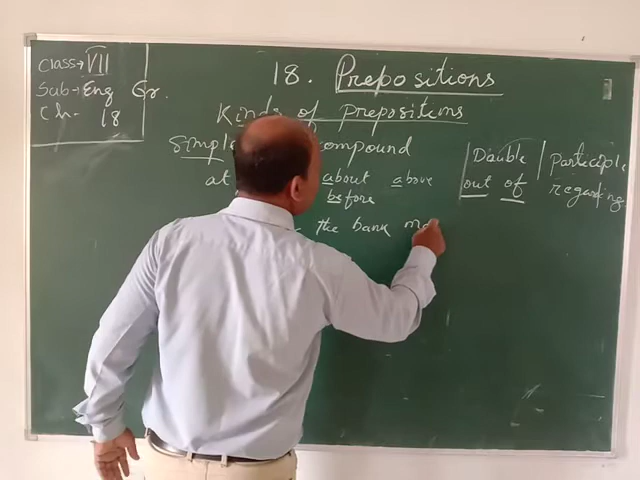 Class→ VII
Sub→ Eng Gr.
Ch- 18
18. Prepositions
Kinds of prepositions
Simple compound
at about above
before
the bank
Double
out of
participle
regarding